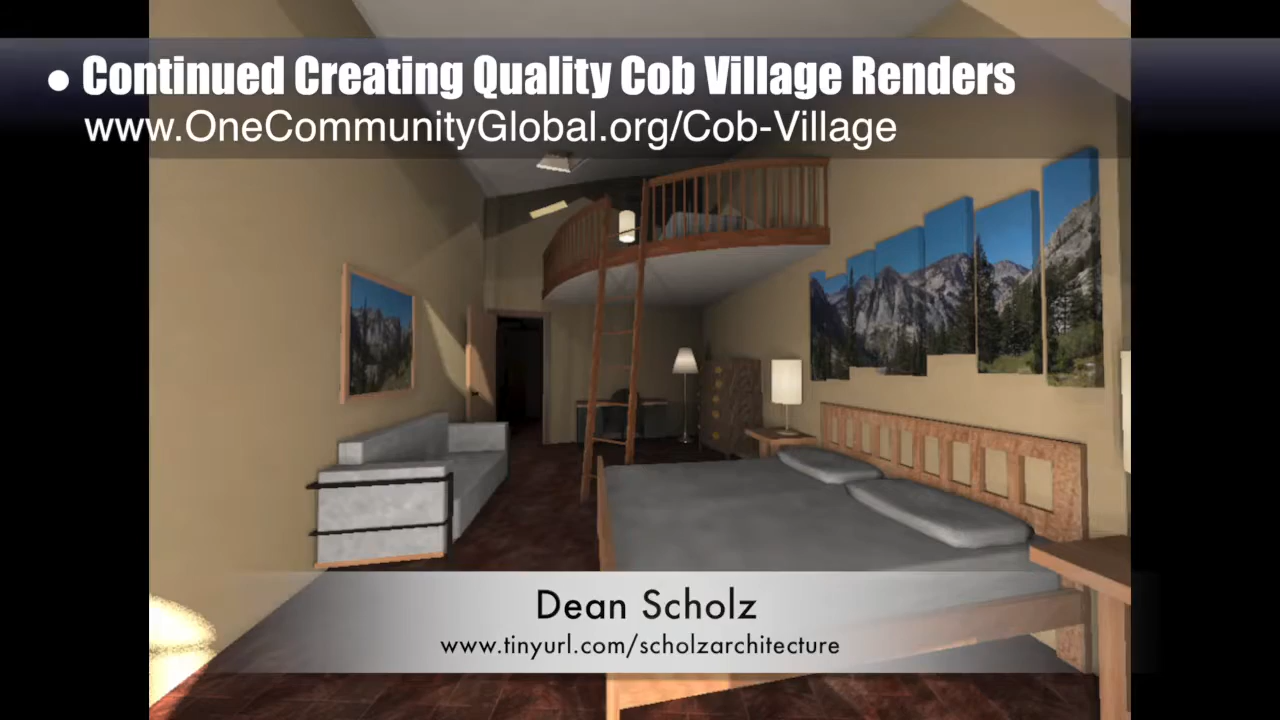 • Continued Creating Quality Cob Village Renders
www.OneCommunityGlobal.org/Cob-Village
Dean Scholz
www.tinyurl.com/scholzarchitecture